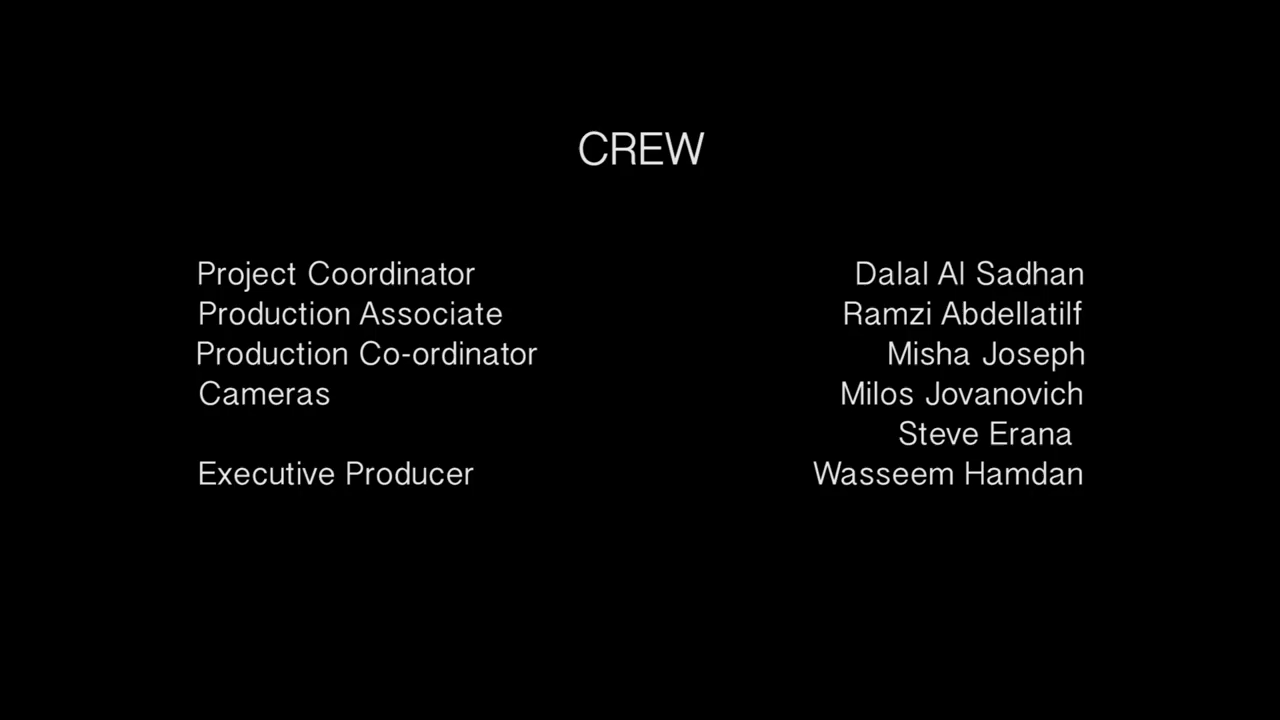 CREW
Project Coordinator Dalal Al Sadhan
Production Associate Ramzi Abdellatilf
Production Co-ordinator Misha Joseph
Cameras Milos Jovanovich
Steve Erana
Executive Producer Wasseem Hamdan